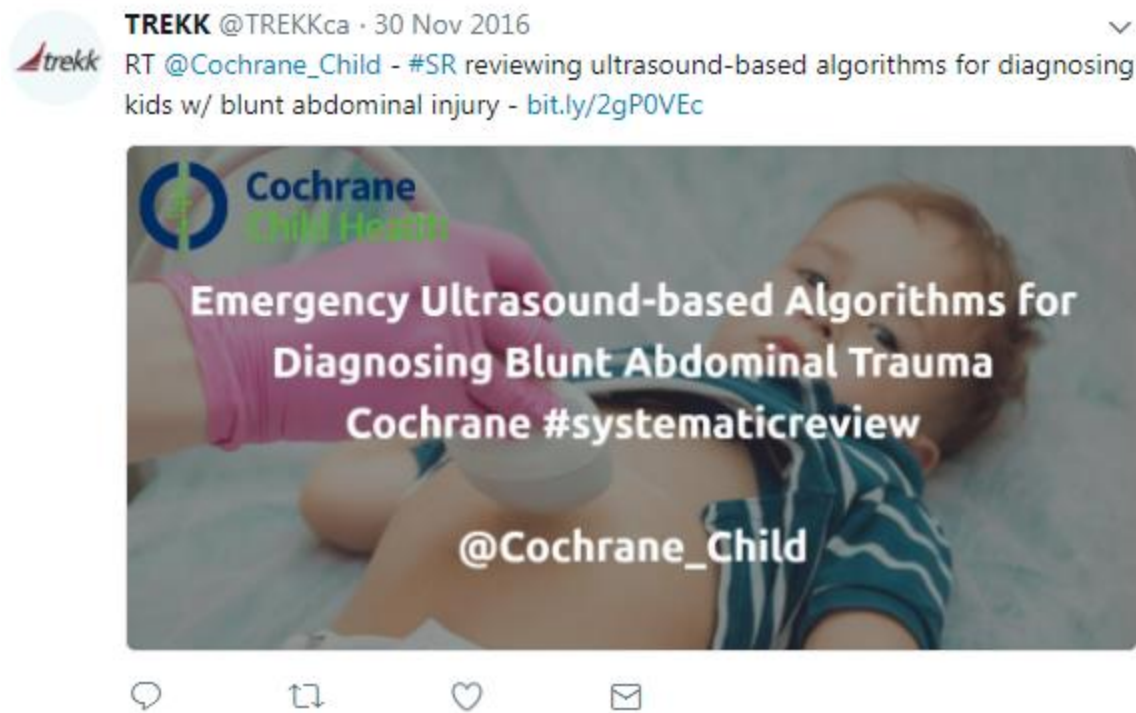 TREKK @TREKKca · 30 Nov 2016
trekk
RT @Cochrane_Child - #SR reviewing ultrasound-based algorithms for diagnosing
kids w/ blunt abdominal injury - bit.ly/2gP0VEc
Cochrane
Child Health
Emergency Ultrasound-based Algorithms for
Diagnosing Blunt Abdominal Trauma
Cochrane #systematicreview
@Cochrane_Child